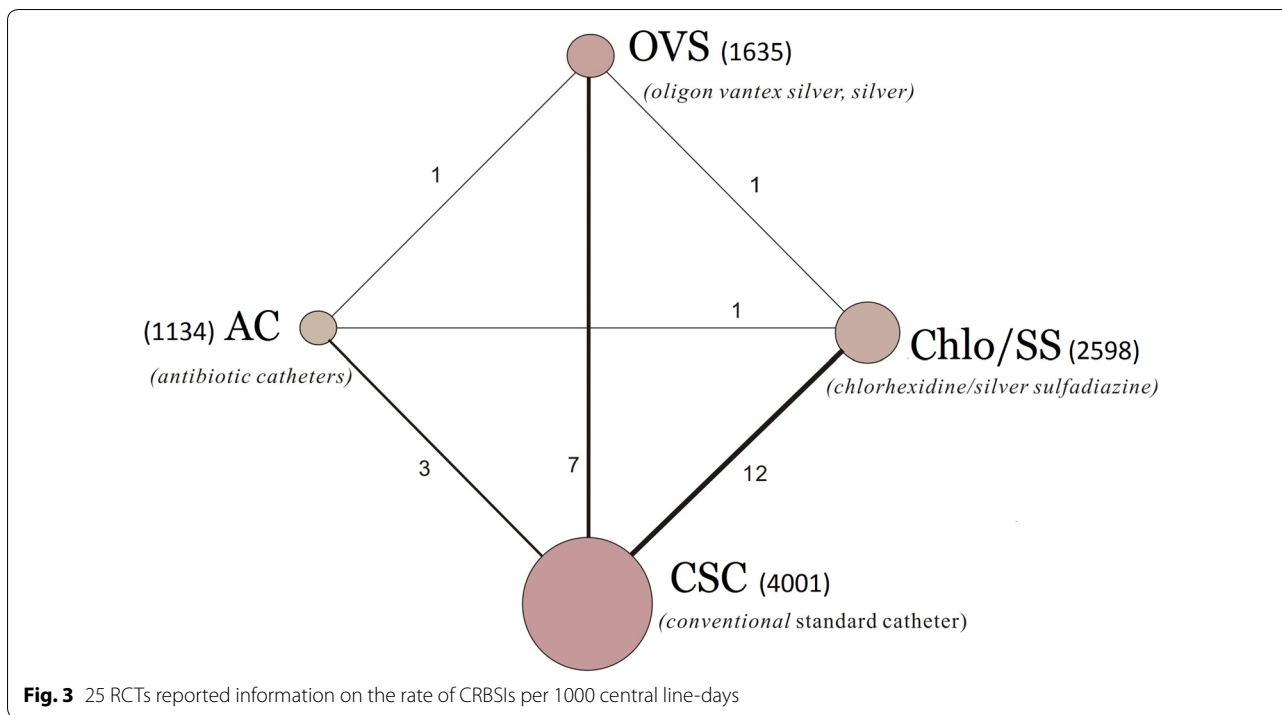 OVS (1635)
(oligon vantex silver, silver)
1
1
1
(1134) AC
Chlo/SS (2598)
(antibiotic catheters)
(chlorhexidine/silver sulfadiazine)
3
7
12
CSC (4001)
(conventional standard catheter)
Fig. 3 25 RCTs reported information on the rate of CRBSIs per 1000 central line-days